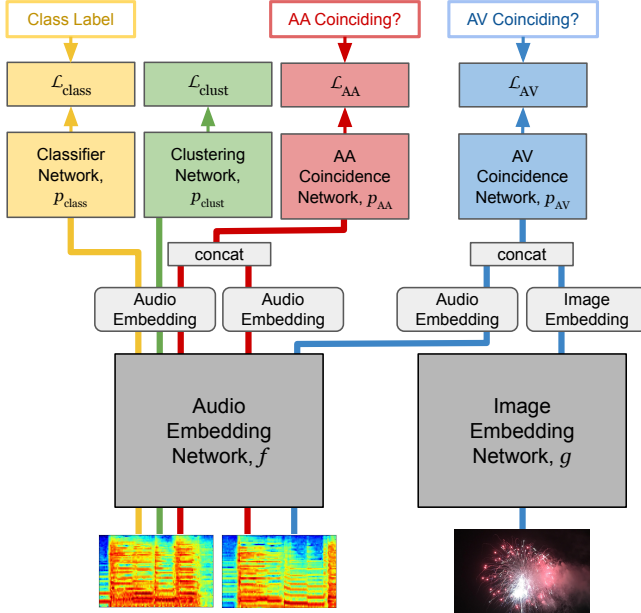 Class Label
AA Coinciding?
AV Coinciding?
ℒclass
ℒclust
ℒAA
ℒAV
Classifier
Network,
pclass
Clustering
Network,
pclust
AA
Coincidence
Network, pAA
AV
Coincidence
Network, pAV
concat
concat
Audio
Embedding
Audio
Embedding
Audio
Embedding
Image
Embedding
Audio
Embedding
Network, f
Image
Embedding
Network, g